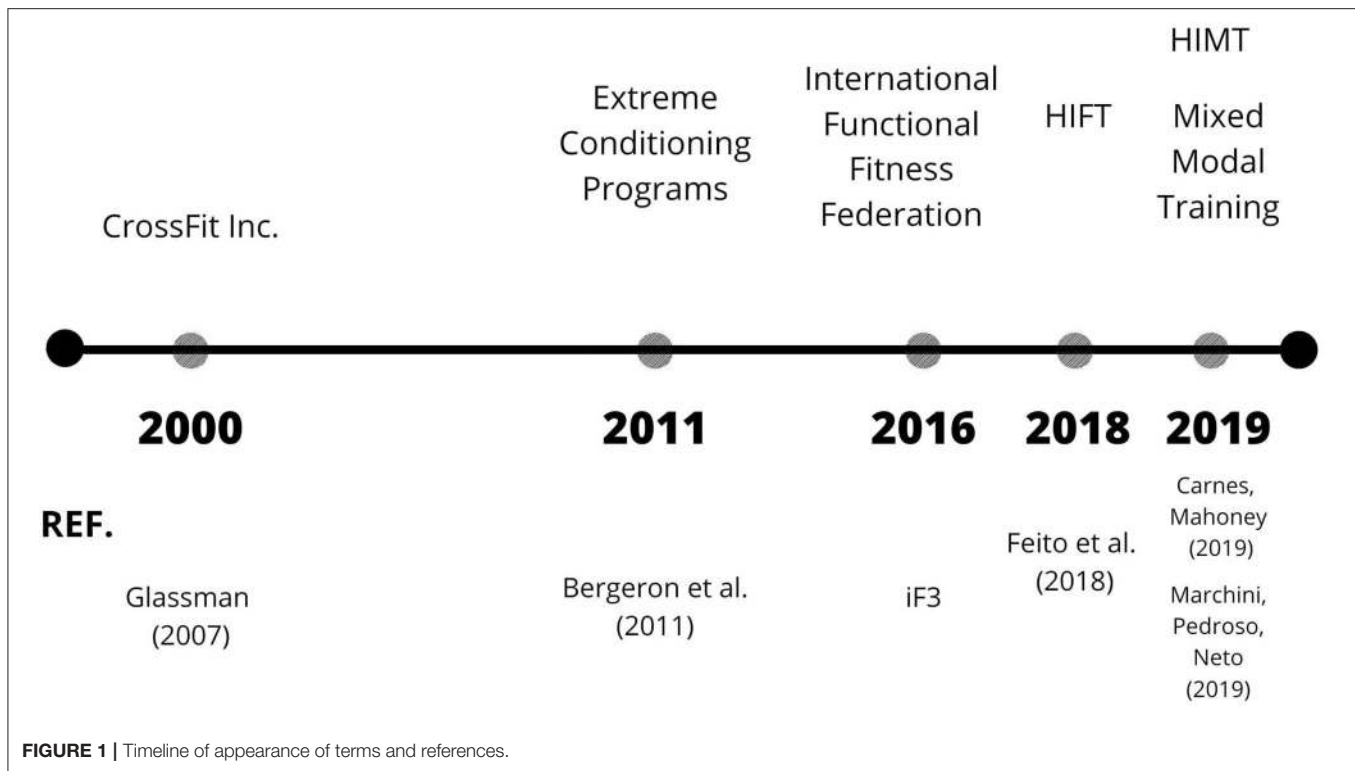 CrossFit Inc.
Extreme
Conditioning
Programs
International
Functional
Fitness
Federation
HIFT
HIMT
Mixed
Modal
Training
2000
2011
2016
2018
2019
REF.
Glassman
(2007)
Bergeron et al.
(2011)
iF3
Feito et al.
(2018)
Carnes,
Mahoney
(2019)
Marchini,
Pedroso,
Neto
(2019)
FIGURE 1 | Timeline of appearance of terms and references.